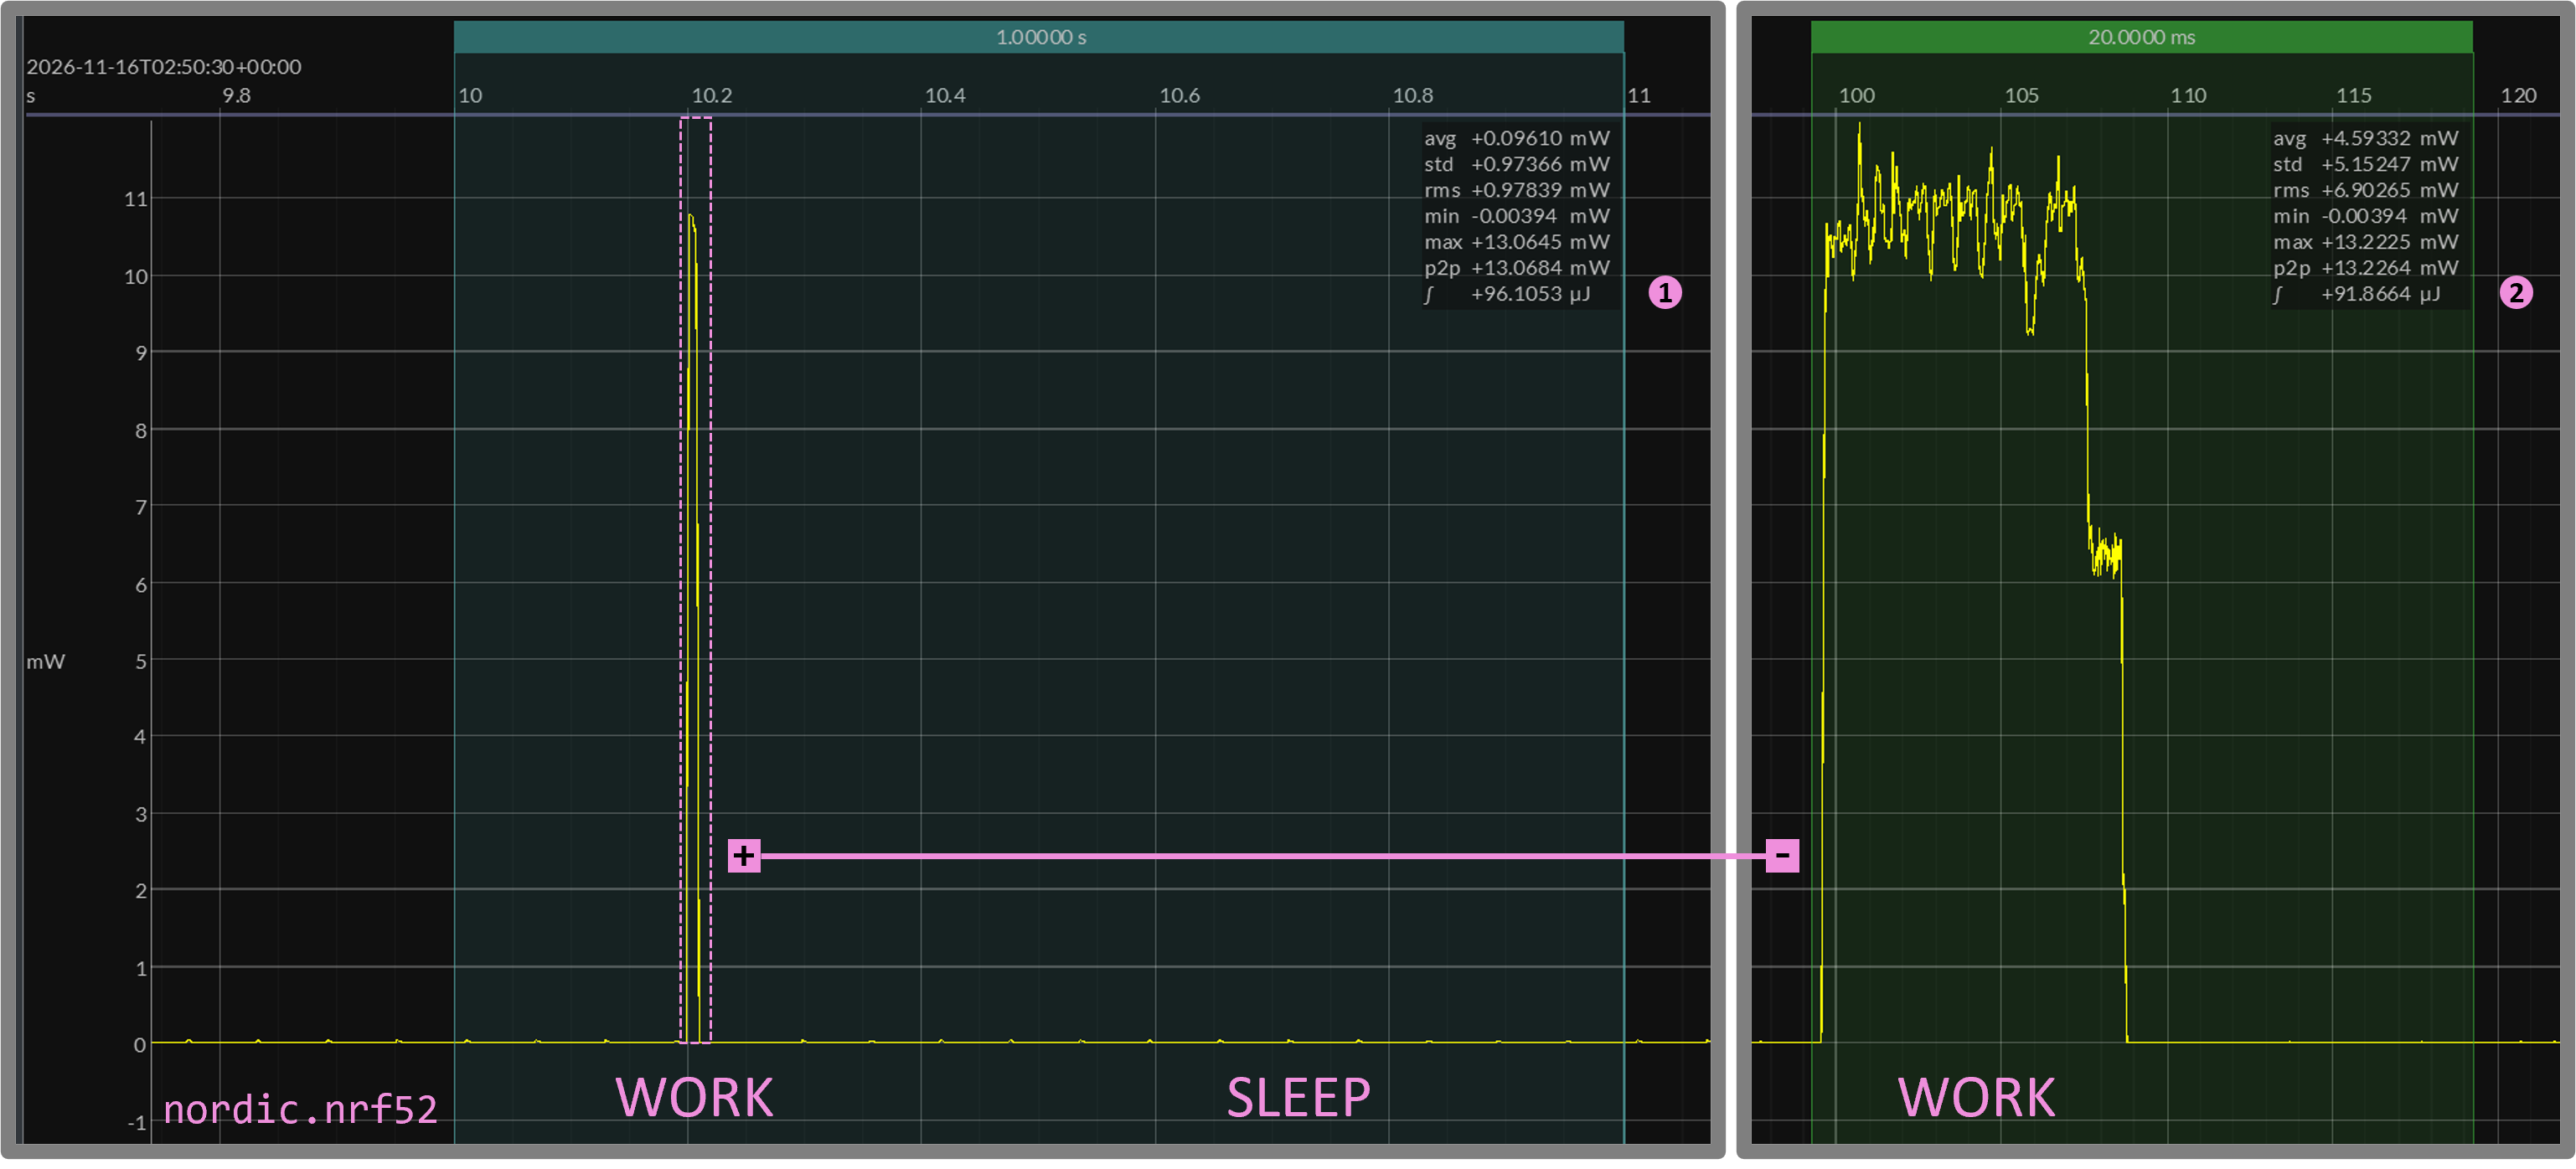 1.00000 s
2026-11-16T02:50:30+00:00
s 9.8 10 10.2 10.4 10.6 10.8 11
avg +0.09610 mW
std +0.97366 mW
rms +0.97839 mW
min -0.00394 mW
max +13.0645 mW
p2p +13.0684 mW
∫ +96.1053 µJ
1
11
10
9
8
7
6
mW 5
4
3
2
1
0
-1
+
nordic.nrf52 WORK SLEEP
20.0000 ms
100 105 110 115 120
avg +4.59332 mW
std +5.15247 mW
rms +6.90265 mW
min -0.00394 mW
max +13.2225 mW
p2p +13.2264 mW
∫ +91.8664 µJ
2
-
WORK